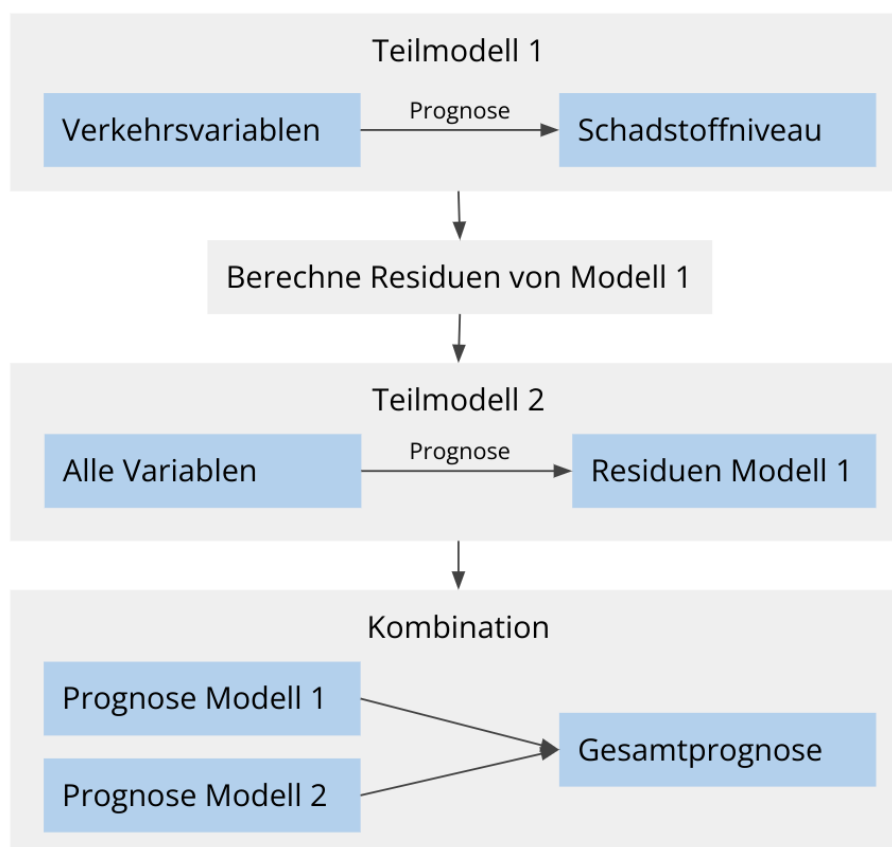 Teilmodell 1
Verkehrsvariablen
Prognose
Schadstoffniveau
Berechne Residuen von Modell 1
Teilmodell 2
Alle Variablen
Prognose
Residuen Modell 1
Kombination
Prognose Modell 1
Prognose Modell 2
Gesamtprognose